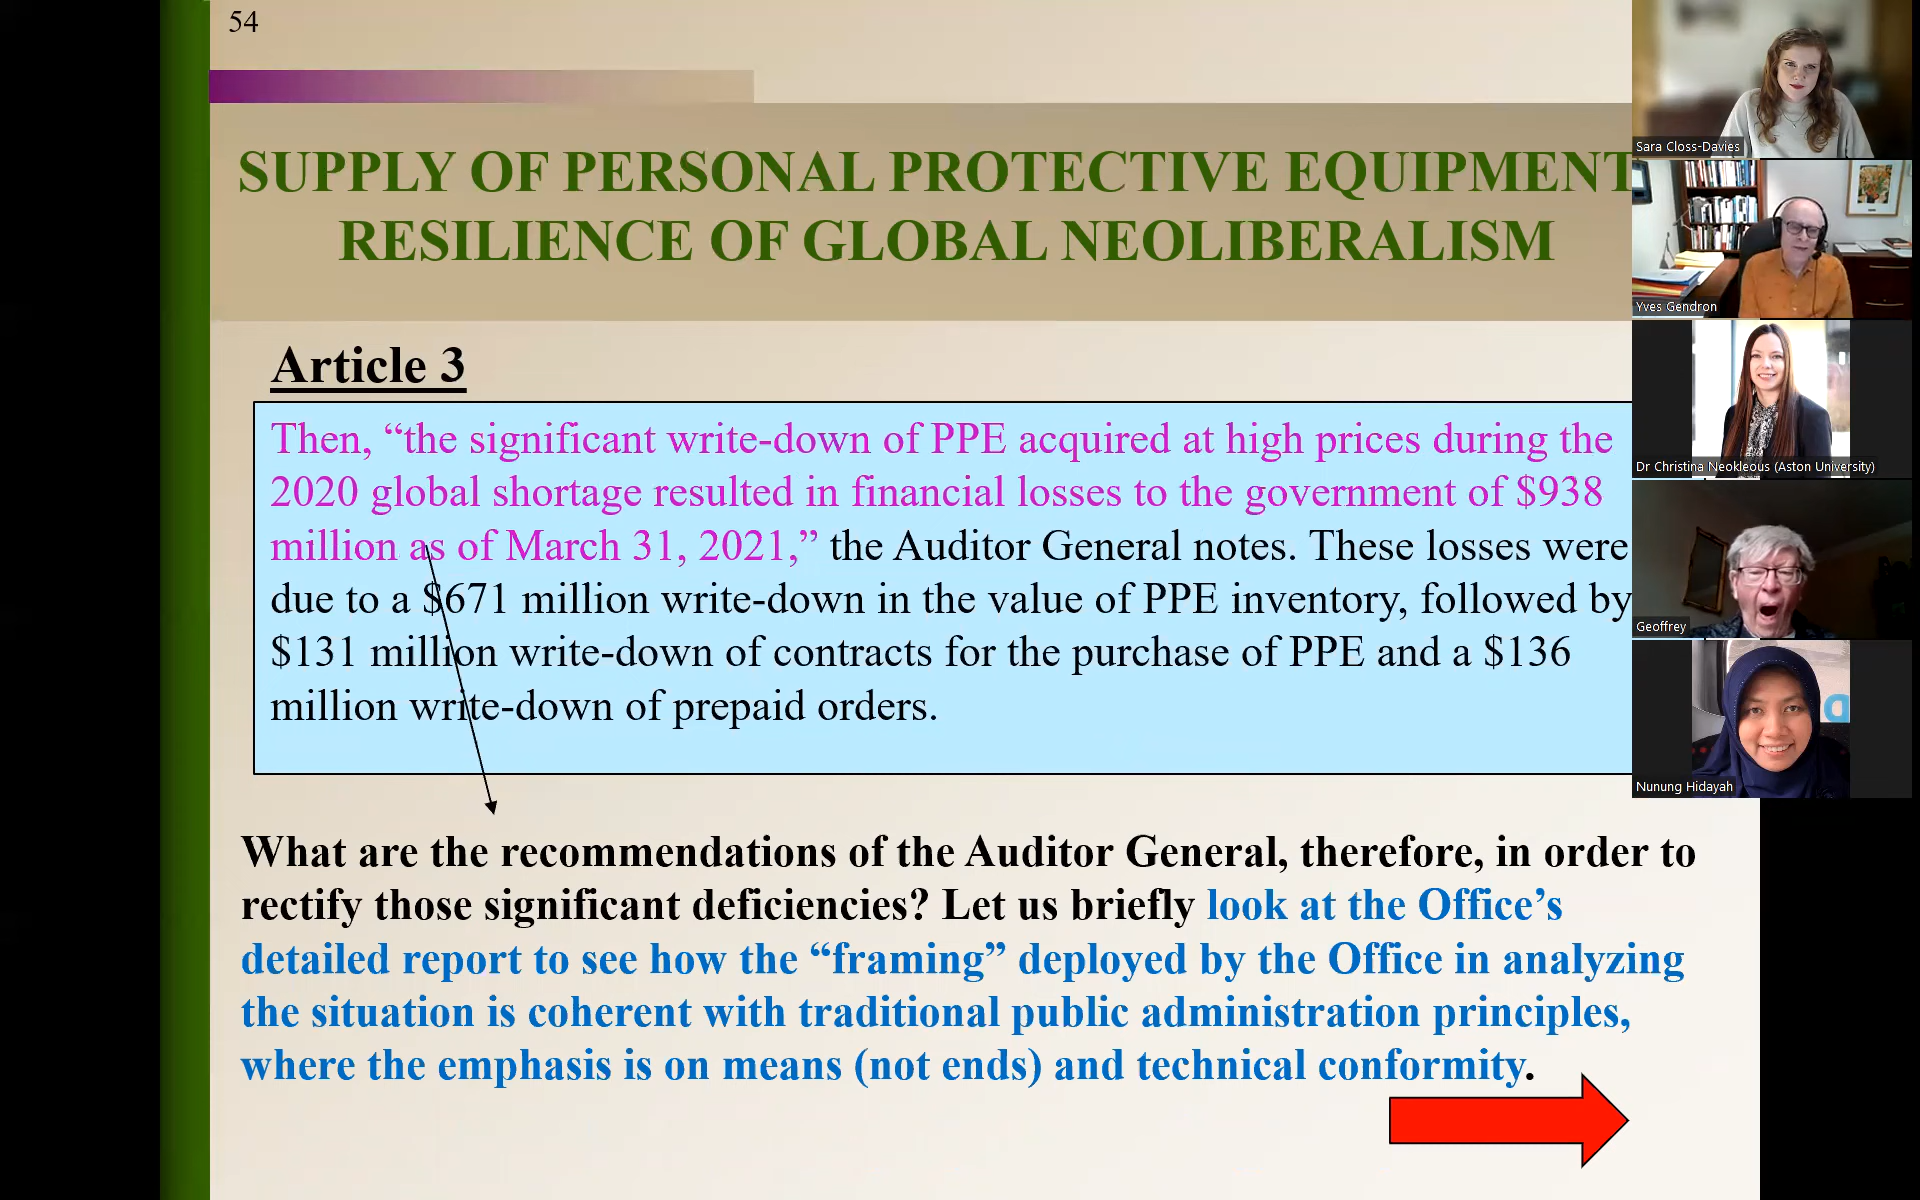 54
SUPPLY OF PERSONAL PROTECTIVE EQUIPMENT
RESILIENCE OF GLOBAL NEOLIBERALISM
Article 3
Then, “the significant write-down of PPE acquired at high prices during the
2020 global shortage resulted in financial losses to the government of $938
million as of March 31, 2021,” the Auditor General notes. These losses were
due to a $671 million write-down in the value of PPE inventory, followed by
$131 million write-down of contracts for the purchase of PPE and a $136
million write-down of prepaid orders.
What are the recommendations of the Auditor General, therefore, in order to
rectify those significant deficiencies? Let us briefly look at the Office’s
detailed report to see how the “framing” deployed by the Office in analyzing
the situation is coherent with traditional public administration principles,
where the emphasis is on means (not ends) and technical conformity.
Sara Closs-Davies
Yves Gendron
Dr Christina Neokleous (Aston University)
Geoffrey
Nunung Hidayah